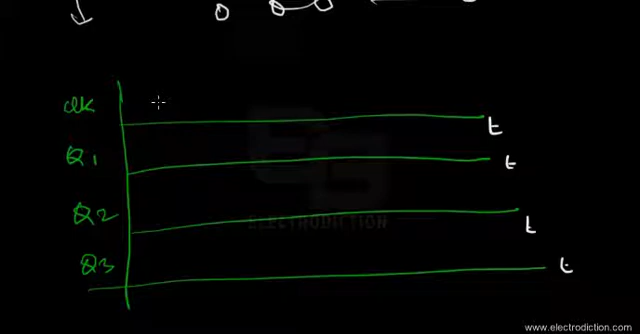 clk
t
Q1
t
Q2
t
ELECTRODICTION
Q3
t
www.electrodiction.com